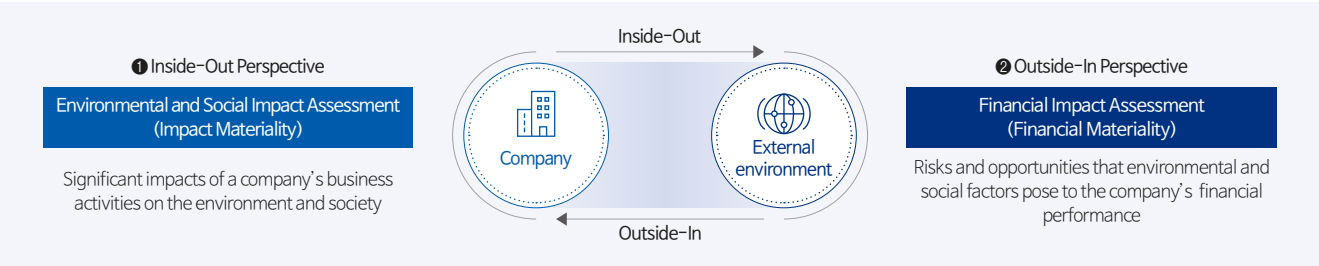 ❶ Inside-Out Perspective
Environmental and Social Impact Assessment
(Impact Materiality)
Significant impacts of a company's business
activities on the environment and society
Inside-Out
Company
External
environment
Outside-In
❷ Outside-In Perspective
Financial Impact Assessment
(Financial Materiality)
Risks and opportunities that environmental and
social factors pose to the company's financial
performance